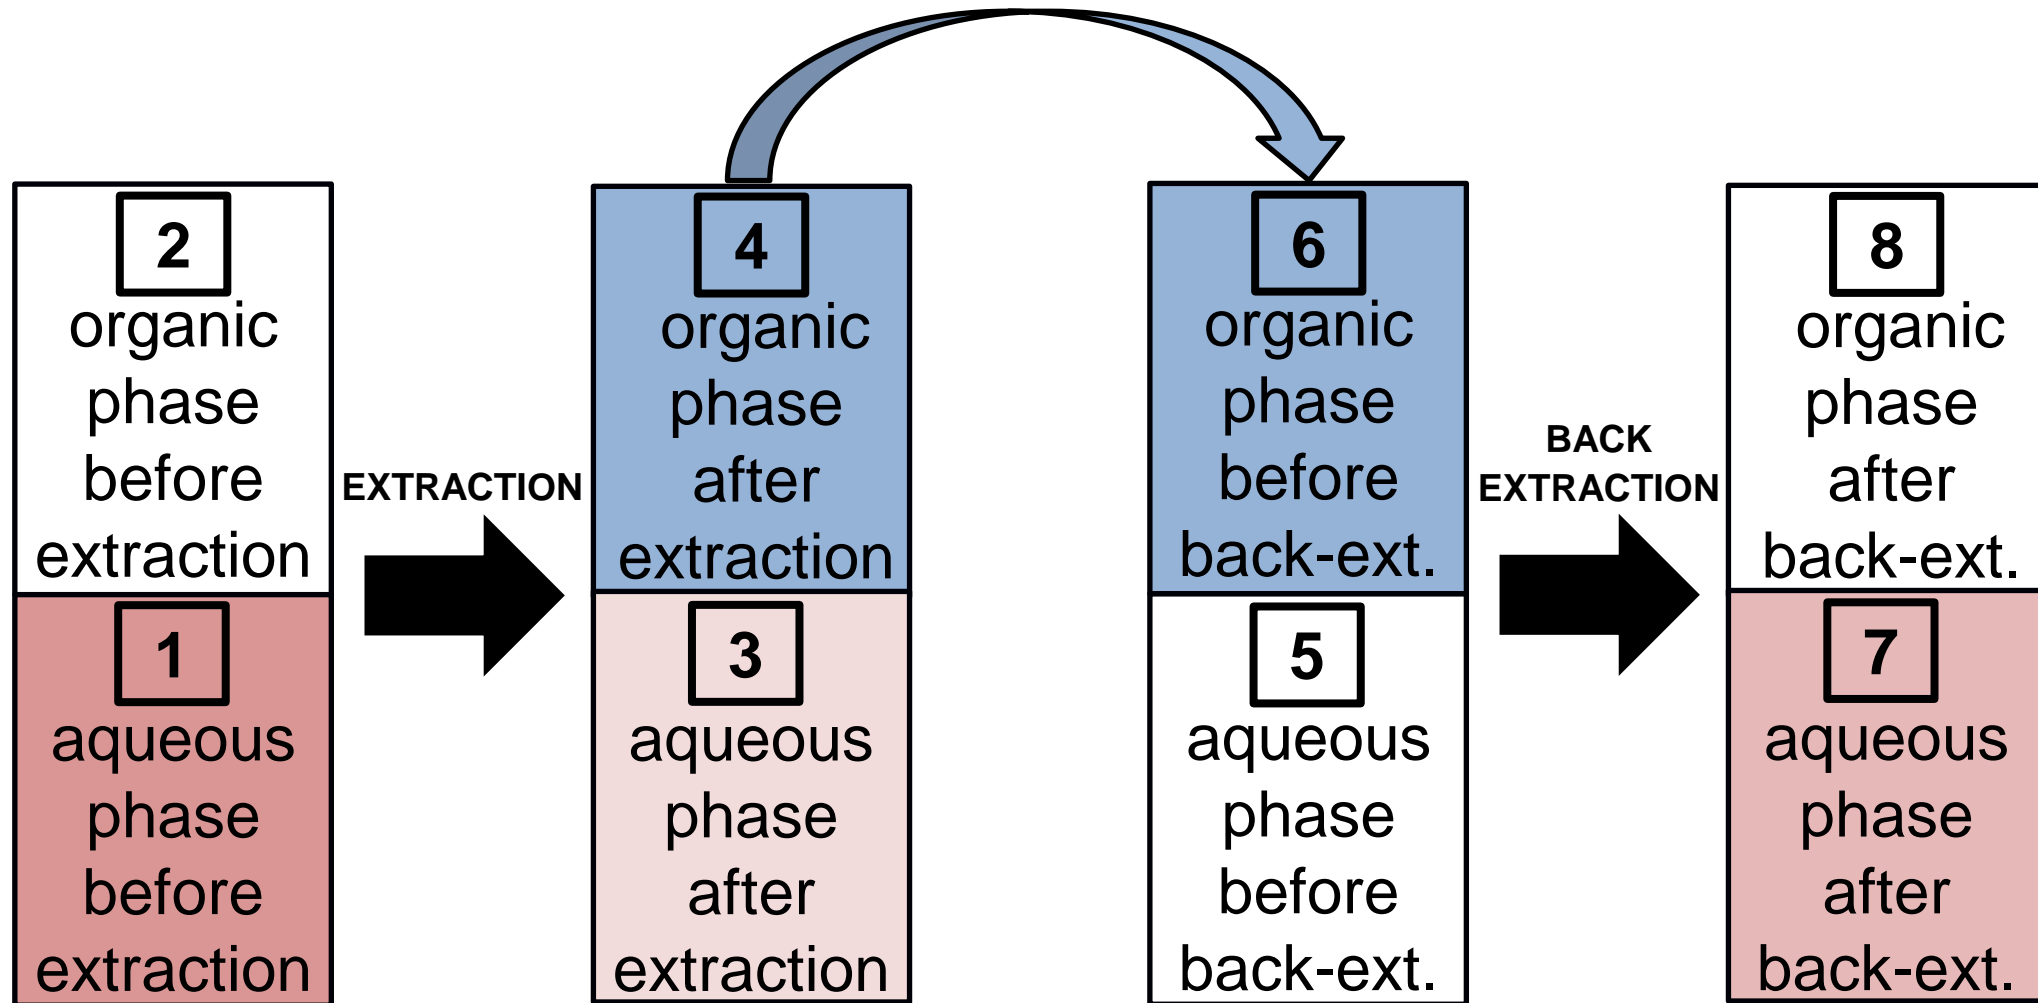 2
organic
phase
before
extraction
1
aqueous
phase
before
extraction
EXTRACTION
4
organic
phase
after
extraction
3
aqueous
phase
after
extraction
6
organic
phase
before
back-ext.
5
aqueous
phase
before
back-ext.
BACK
EXTRACTION
8
organic
phase
after
back-ext.
7
aqueous
phase
after
back-ext.